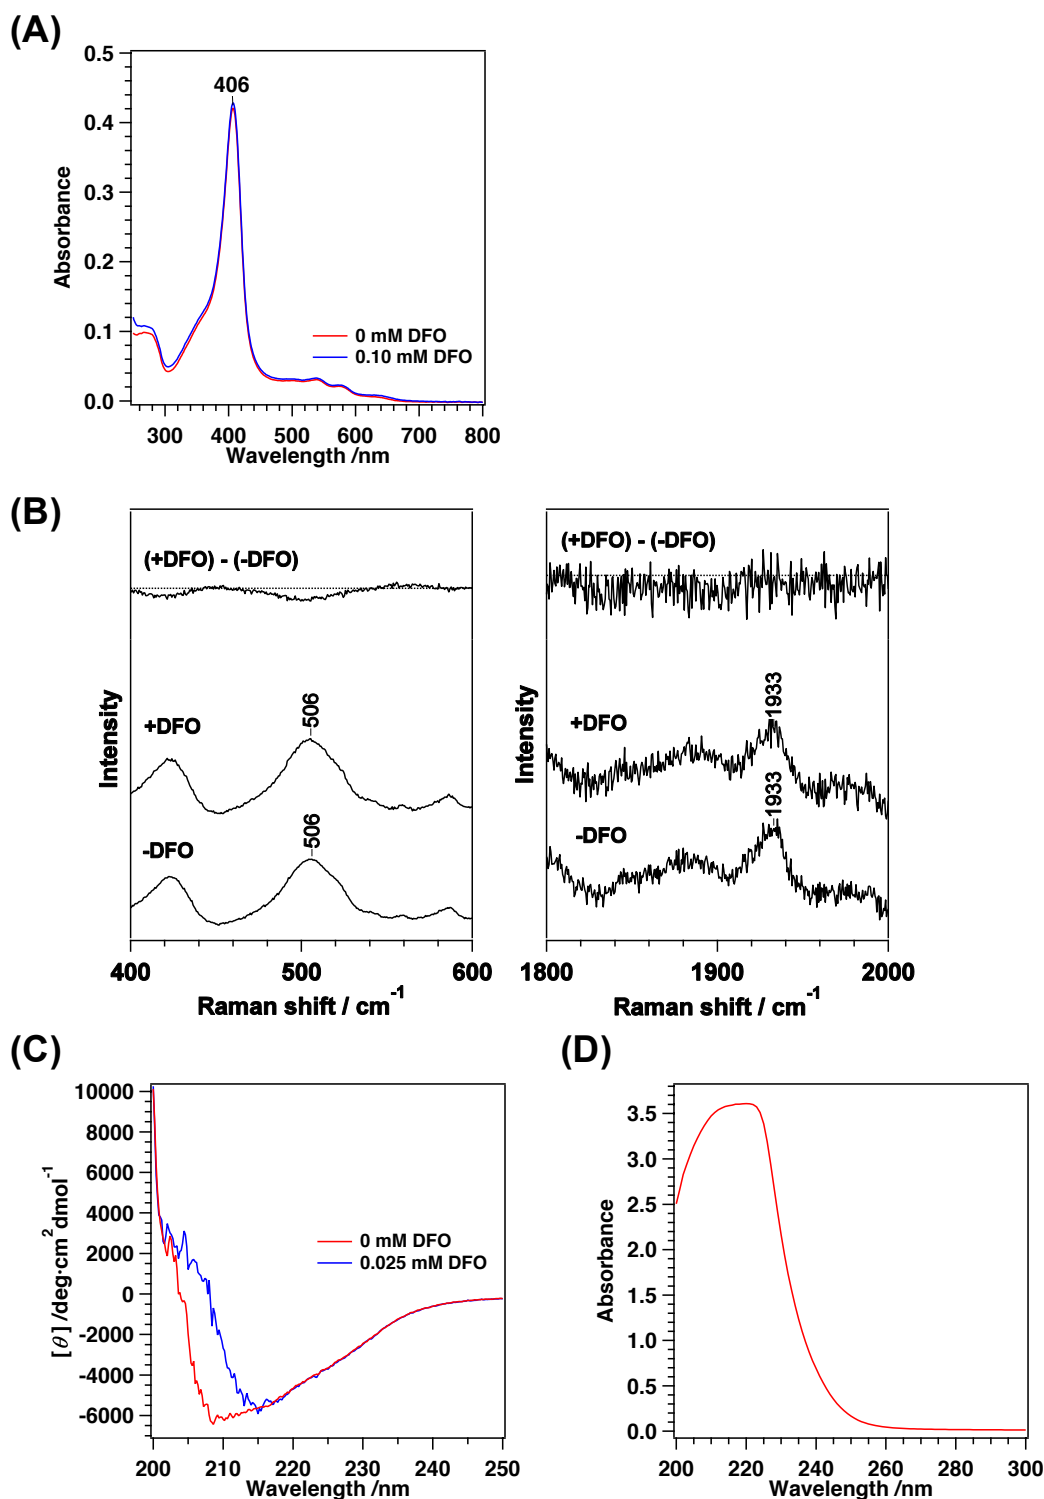 (A)
0.5
0.4
0.3
0.2
0.1
0.0
Absorbance
406
0 mM DFO
0.10 mM DFO
300 400 500 600 700 800
Wavelength /nm
(B)
(+DFO) - (-DFO)
+DFO
506
-DFO
506
Intensity
400 500 600
Raman shift / cm-1
(+DFO) - (-DFO)
+DFO
1933
-DFO
1933
Intensity
1800 1900 2000
Raman shift / cm-1
(C)
10000
8000
6000
4000
2000
0
-2000
-4000
-6000
[θ] /deg·cm2dmol-1
0 mM DFO
0.025 mM DFO
200 210 220 230 240 250
Wavelength /nm
(D)
3.5
3.0
2.5
2.0
1.5
1.0
0.5
0.0
Absorbance
200 220 240 260 280 300
Wavelength /nm